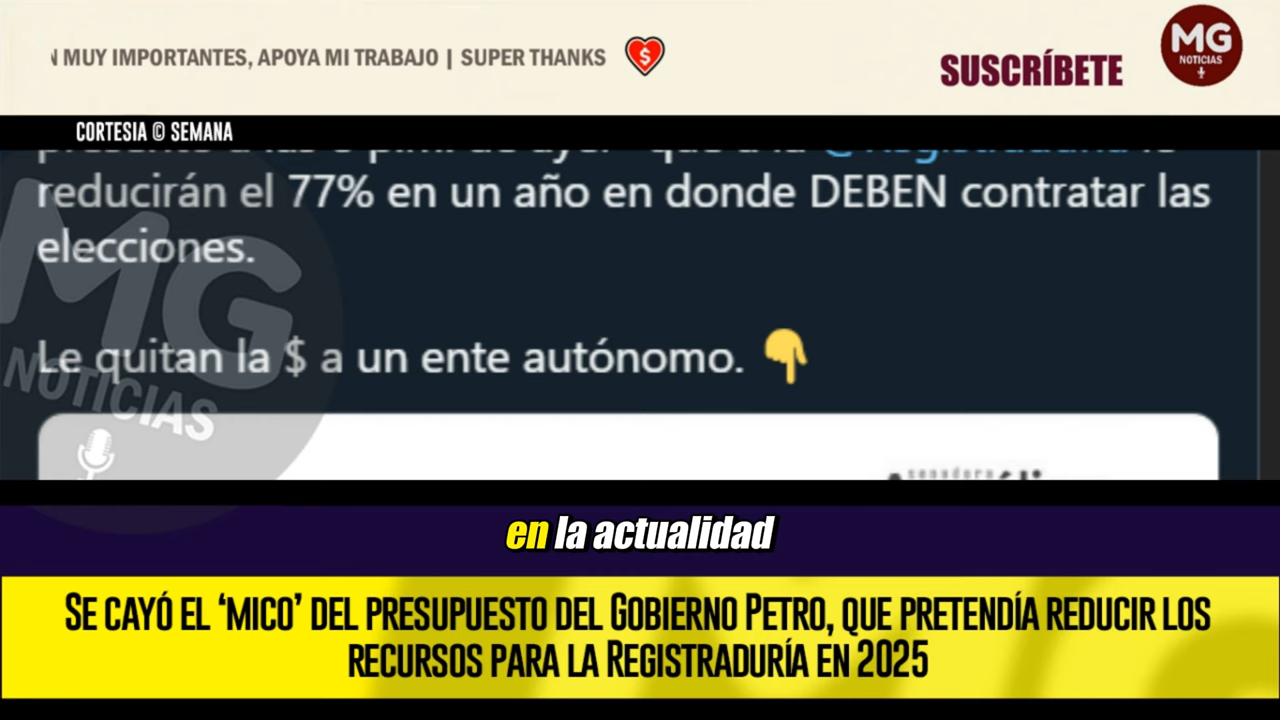 MUY IMPORTANTES, APOYA MI TRABAJO | SUPER THANKS
SUSCRÍBETE
MG
NOTICIAS
CORTESIA © SEMANA
reducirán el 77% en un año en donde DEBEN contratar las
elecciones.
Le quitan la $ a un ente autónomo. 👇
MG
NOTICIAS
en la actualidad
SE CAYÓ EL ‘MICO’ DEL PRESUPUESTO DEL GOBIERNO PETRO, QUE PRETENDÍA REDUCIR LOS
RECURSOS PARA LA REGISTRADURÍA EN 2025